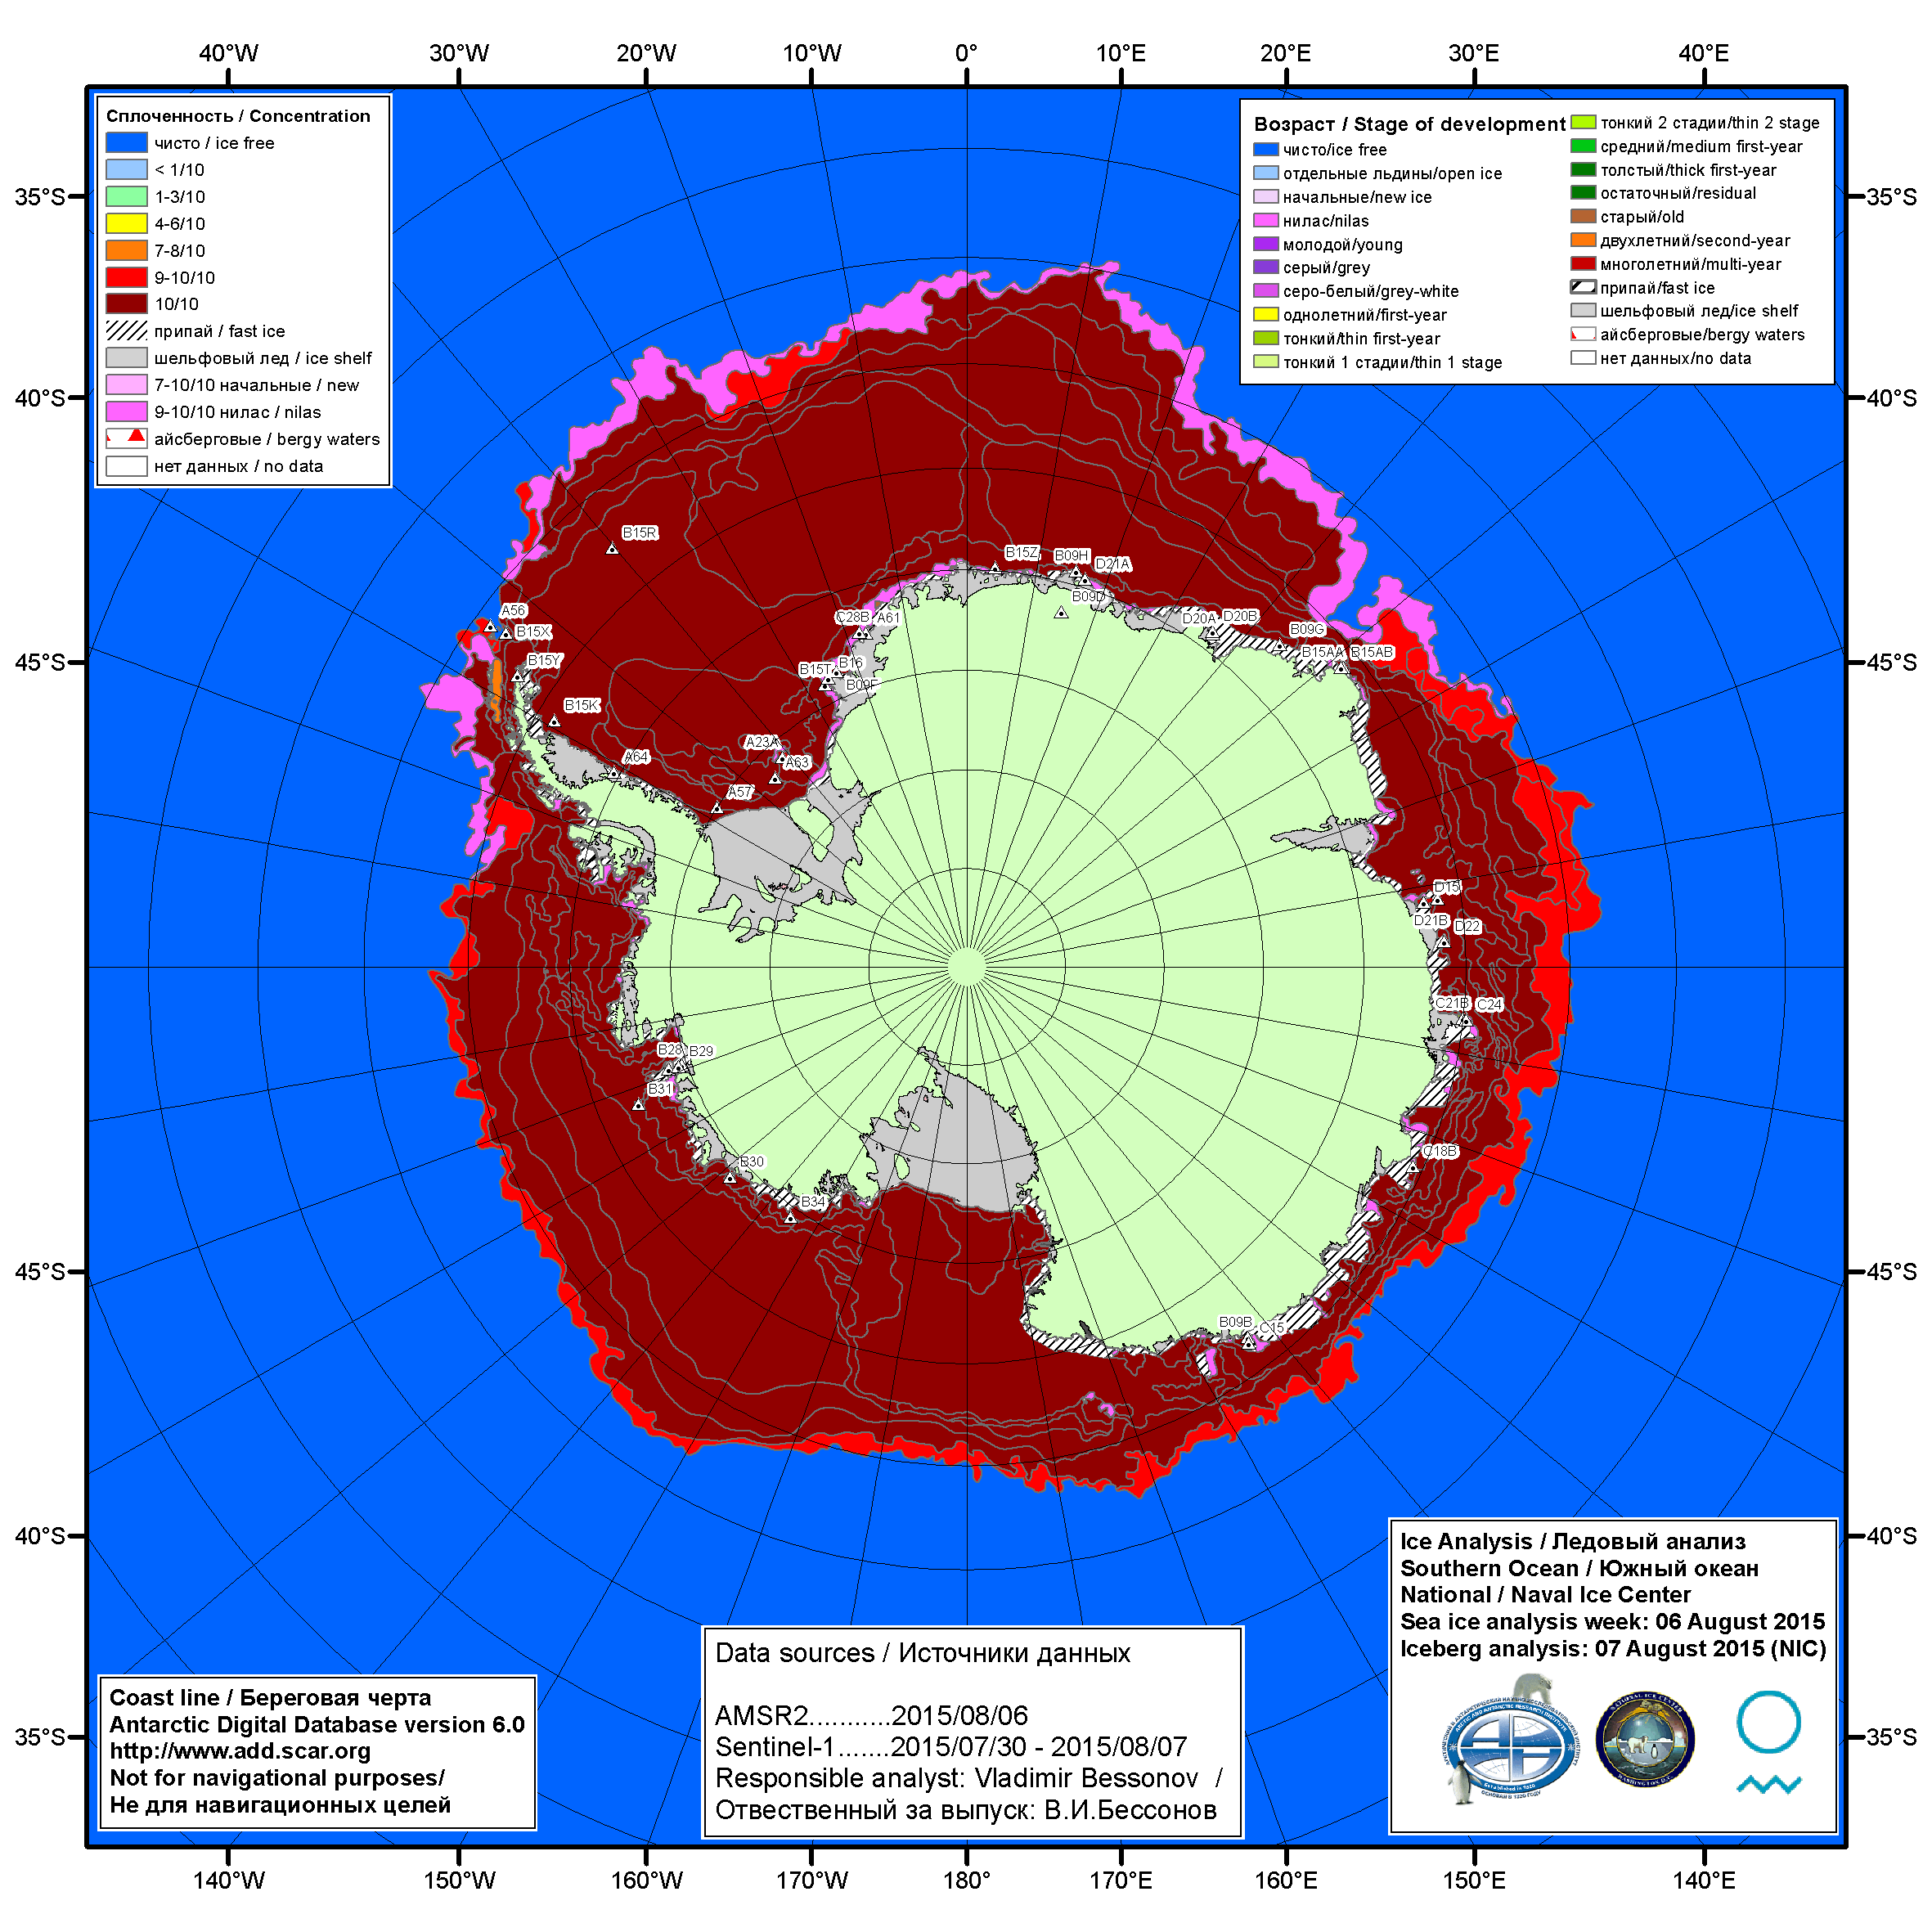 40°W 30°W 20°W 10°W 0° 10°E 20°E 30°E 40°E
Сплоченность / Concentration
чисто / ice free
< 1/10
1-3/10
4-6/10
7-8/10
9-10/10
10/10
припай / fast ice
шельфовый лед / ice shelf
7-10/10 начальные / new
9-10/10 нилас / nilas
айсберговые / bergy waters
нет данных / no data
Возраст / Stage of development
чисто/ice free
отдельные льдины/open ice
начальные/new ice
нилас/nilas
молодой/young
серый/grey
серо-белый/grey-white
однолетний/first-year
тонкий/thin first-year
тонкий 1 стадии/thin 1 stage
тонкий 2 стадии/thin 2 stage
средний/medium first-year
толстый/thick first-year
остаточный/residual
старый/old
двухлетний/second-year
многолетний/multi-year
припай/fast ice
шельфовый лед/ice shelf
айсберговые/bergy waters
нет данных/no data
35°S 35°S
40°S 40°S
45°S 45°S
B15R
B15Z
B09H
D21A
B09D
A56
B15X
C28B
A61
D20A
D20B
B09G
B15AA
B15AB
B15Y
B15T
B16
B09F
B15K
A23A
A63
A64
A57
D15
D21B
D22
C21B
C24
B28
B29
B31
C18B
B30
B34
B09B
C15
45°S 45°S
40°S 40°S
35°S 35°S
Ice Analysis / Ледовый анализ
Southern Ocean / Южный океан
National / Naval Ice Center
Sea ice analysis week: 06 August 2015
Iceberg analysis: 07 August 2015 (NIC)
Data sources / Источники данных
AMSR2...........2015/08/06
Sentinel-1.......2015/07/30 - 2015/08/07
Responsible analyst: Vladimir Bessonov /
Отвественный за выпуск: В.И.Бессонов
Coast line / Береговая черта
Antarctic Digital Database version 6.0
http://www.add.scar.org
Not for navigational purposes/
Не для навигационных целей
140°W 150°W 160°W 170°W 180° 170°E 160°E 150°E 140°E